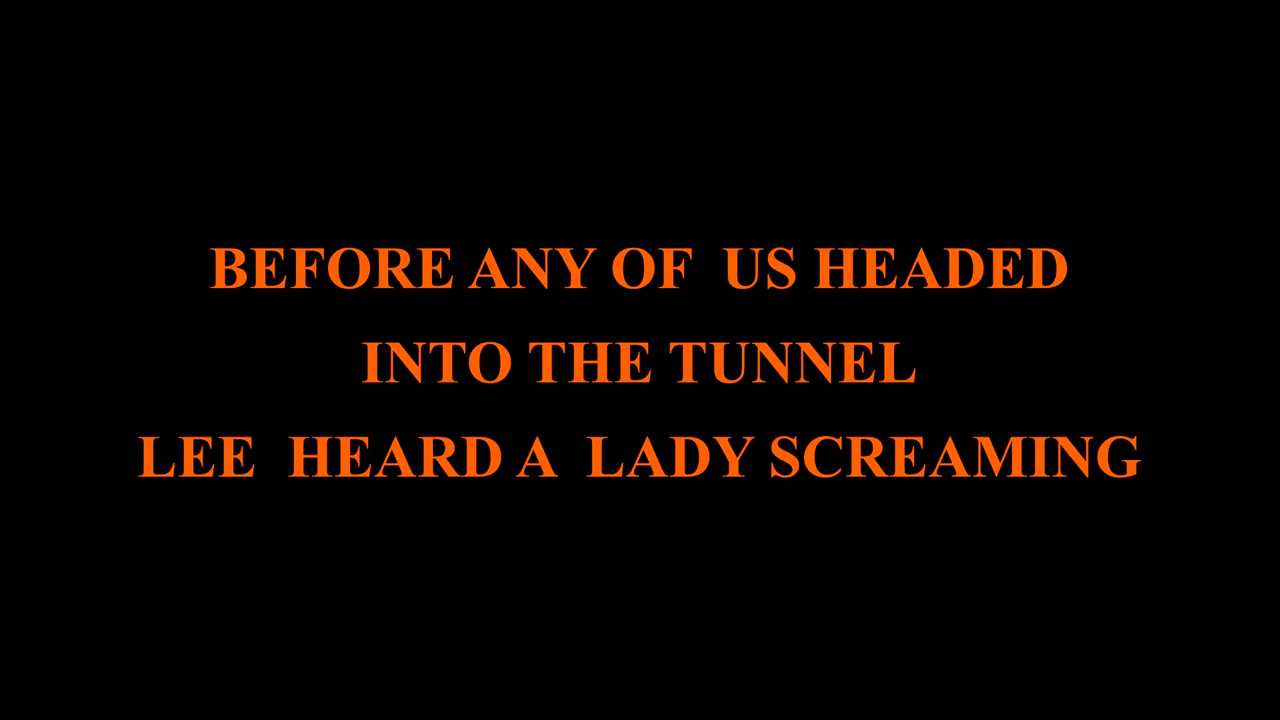 BEFORE ANY OF  US HEADED
INTO THE TUNNEL
LEE  HEARD A  LADY SCREAMING